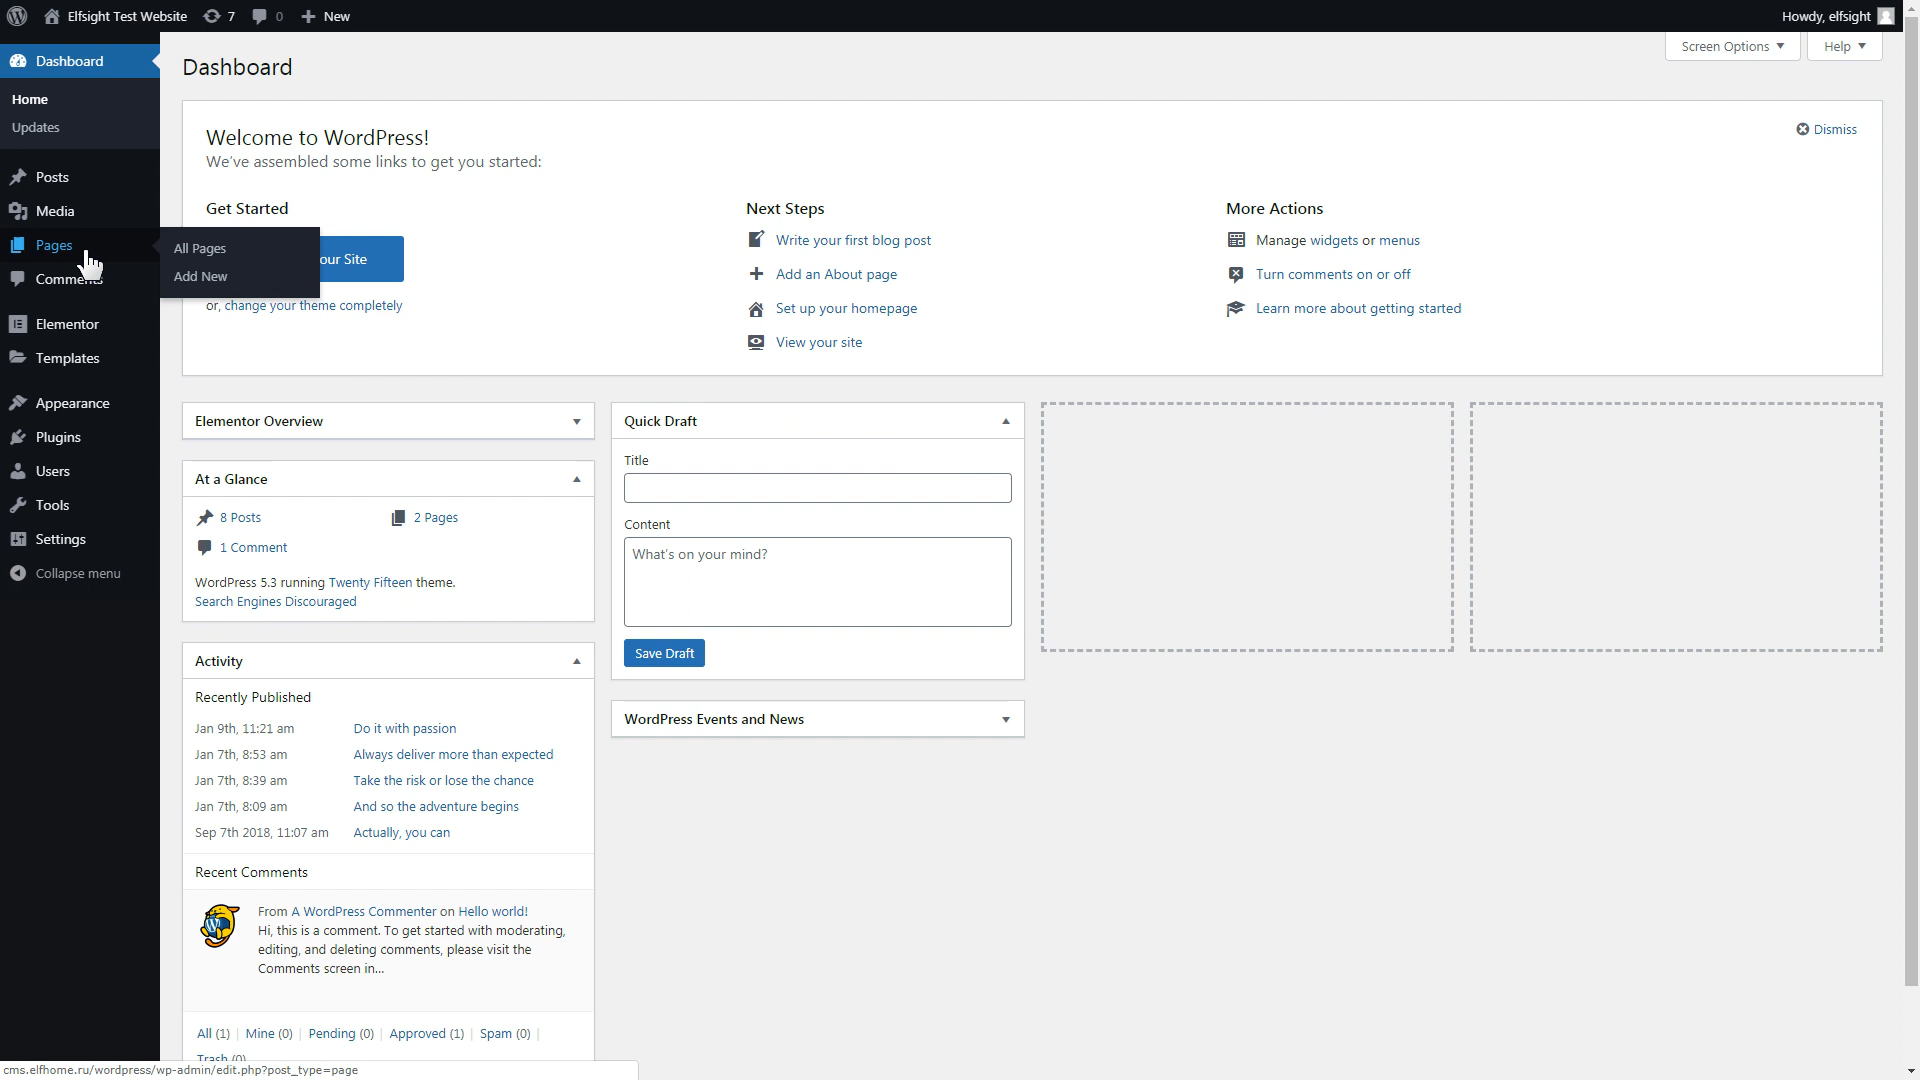 Elfsight Test Website 7 0 New Howdy, elfsight
Screen Options Help
Dashboard
Home
Updates
Posts
Media
Pages
Comments
Elementor
Templates
Appearance
Plugins
Users
Tools
Settings
Collapse menu
All Pages
Add New
Dashboard
Welcome to WordPress!
We've assembled some links to get you started:
Dismiss
Get Started
our Site
or, change your theme completely
Next Steps
Write your first blog post
Add an About page
Set up your homepage
View your site
More Actions
Manage widgets or menus
Turn comments on or off
Learn more about getting started
Elementor Overview
At a Glance
8 Posts 2 Pages
1 Comment
WordPress 5.3 running Twenty Fifteen theme.
Search Engines Discouraged
Activity
Recently Published
Jan 9th, 11:21 am Do it with passion
Jan 7th, 8:53 am Always deliver more than expected
Jan 7th, 8:39 am Take the risk or lose the chance
Jan 7th, 8:09 am And so the adventure begins
Sep 7th 2018, 11:07 am Actually, you can
Recent Comments
From A WordPress Commenter on Hello world!
Hi, this is a comment. To get started with moderating,
editing, and deleting comments, please visit the
Comments screen in...
All (1) | Mine (0) | Pending (0) | Approved (1) | Spam (0) |
Trash (0)
Quick Draft
Title
Content
What's on your mind?
Save Draft
WordPress Events and News
cms.elfhome.ru/wordpress/wp-admin/edit.php?post_type=page